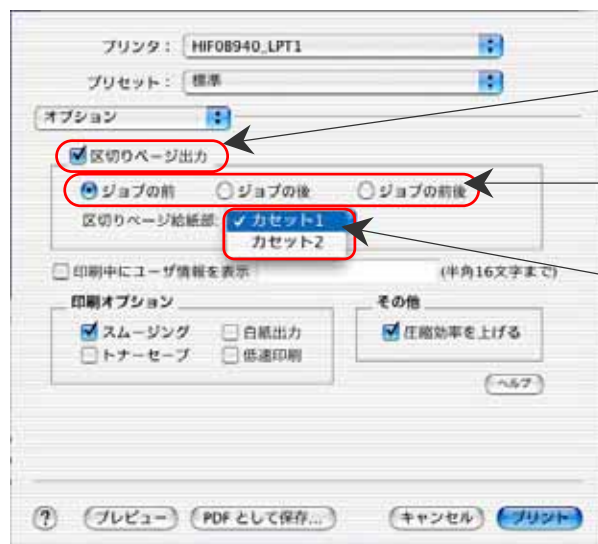 プリンタ： HIF08940_LPT1
プリセット： 標準
オプション
区切りページ出力
ジョブの前 ジョブの後 ジョブの前後
区切りページ給紙部: ✓ カセット1
カセット2
印刷中にユーザ情報を表示 (半角16文字まで)
印刷オプション その他
スムージング 白紙出力 圧縮効率を上げる
トナーセーブ 低速印刷
ヘルプ
? プレビュー PDF として保存... キャンセル プリント